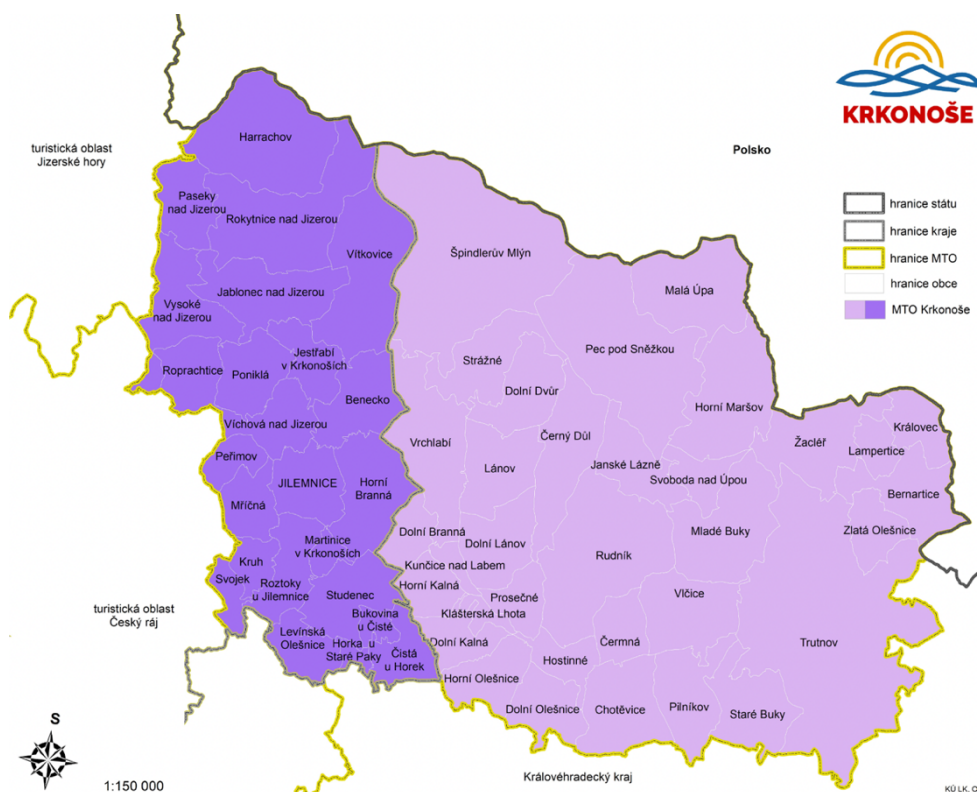 KRKONOŠE
turistická oblast
Jizerské hory
Polsko
hranice státu
hranice kraje
hranice MTO
hranice obce
MTO Krkonoše
Harrachov
Paseky
nad Jizerou
Rokytnice nad Jizerou
Vítkovice
Špindlerův Mlýn
Malá Úpa
Jablonec nad Jizerou
Vysoké
nad Jizerou
Jestřabí
v Krkonoších
Roprachtice
Poniklá
Benecko
Strážné
Pec pod Sněžkou
Dolní Dvůr
Horní Maršov
Víchová nad Jizerou
Vrchlabí
Černý Důl
Žacléř
Královec
Lampertice
Peřimov
JILEMNICE
Horní
Branná
Lánov
Janské Lázně
Svoboda nad Úpou
Bernartice
Mříčná
Mladé Buky
Zlatá Olešnice
Martinice
v Krkonoších
Dolní Branná
Dolní Lánov
Rudník
Kruh
Kunčice nad Labem
Svojek
Roztoky
u Jilemnice
Studenec
Horní Kalná
Prosečné
Vlčice
turistická oblast
Český ráj
Bukovina
u Čisté
Klášterská Lhota
Levínská
Olešnice
Horka u
Staré Paky
Čistá
u Horek
Dolní Kalná
Čermná
Trutnov
Hostinné
Horní Olešnice
Dolní Olešnice
Chotěvice
Pilníkov
Staré Buky
S
1:150 000
Královéhradecký kraj
KÚ LK,